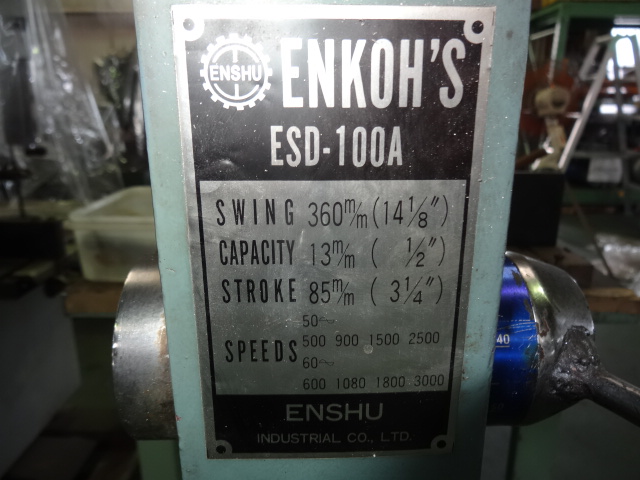 ENSHU
ENKOH'S
ESD-100A
SWING 360m/m (14 1/8")
CAPACITY 13m/m ( 1/2")
STROKE 85m/m ( 3 1/4")
50~
SPEEDS 500 900 1500 2500
60~
600 1080 1800 3000
ENSHU
INDUSTRIAL CO., LTD.
40